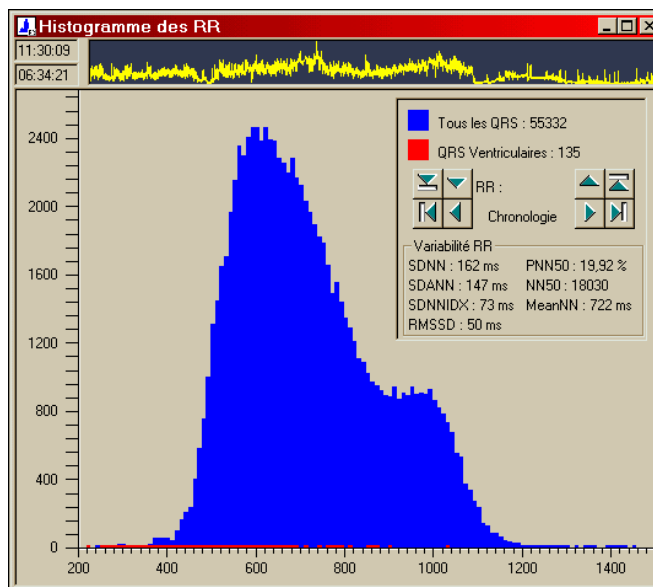 Histogramme des RR
11:30:09
06:34:21
Tous les QRS : 55332
QRS Ventriculaires : 135
RR :
Chronologie
Variabilité RR
SDNN : 162 ms PNN50 : 19,92 %
SDANN : 147 ms NN50 : 18030
SDNNIDX : 73 ms MeanNN : 722 ms
RMSSD : 50 ms
2400
2000
1600
1200
800
400
0
200 400 600 800 1000 1200 1400